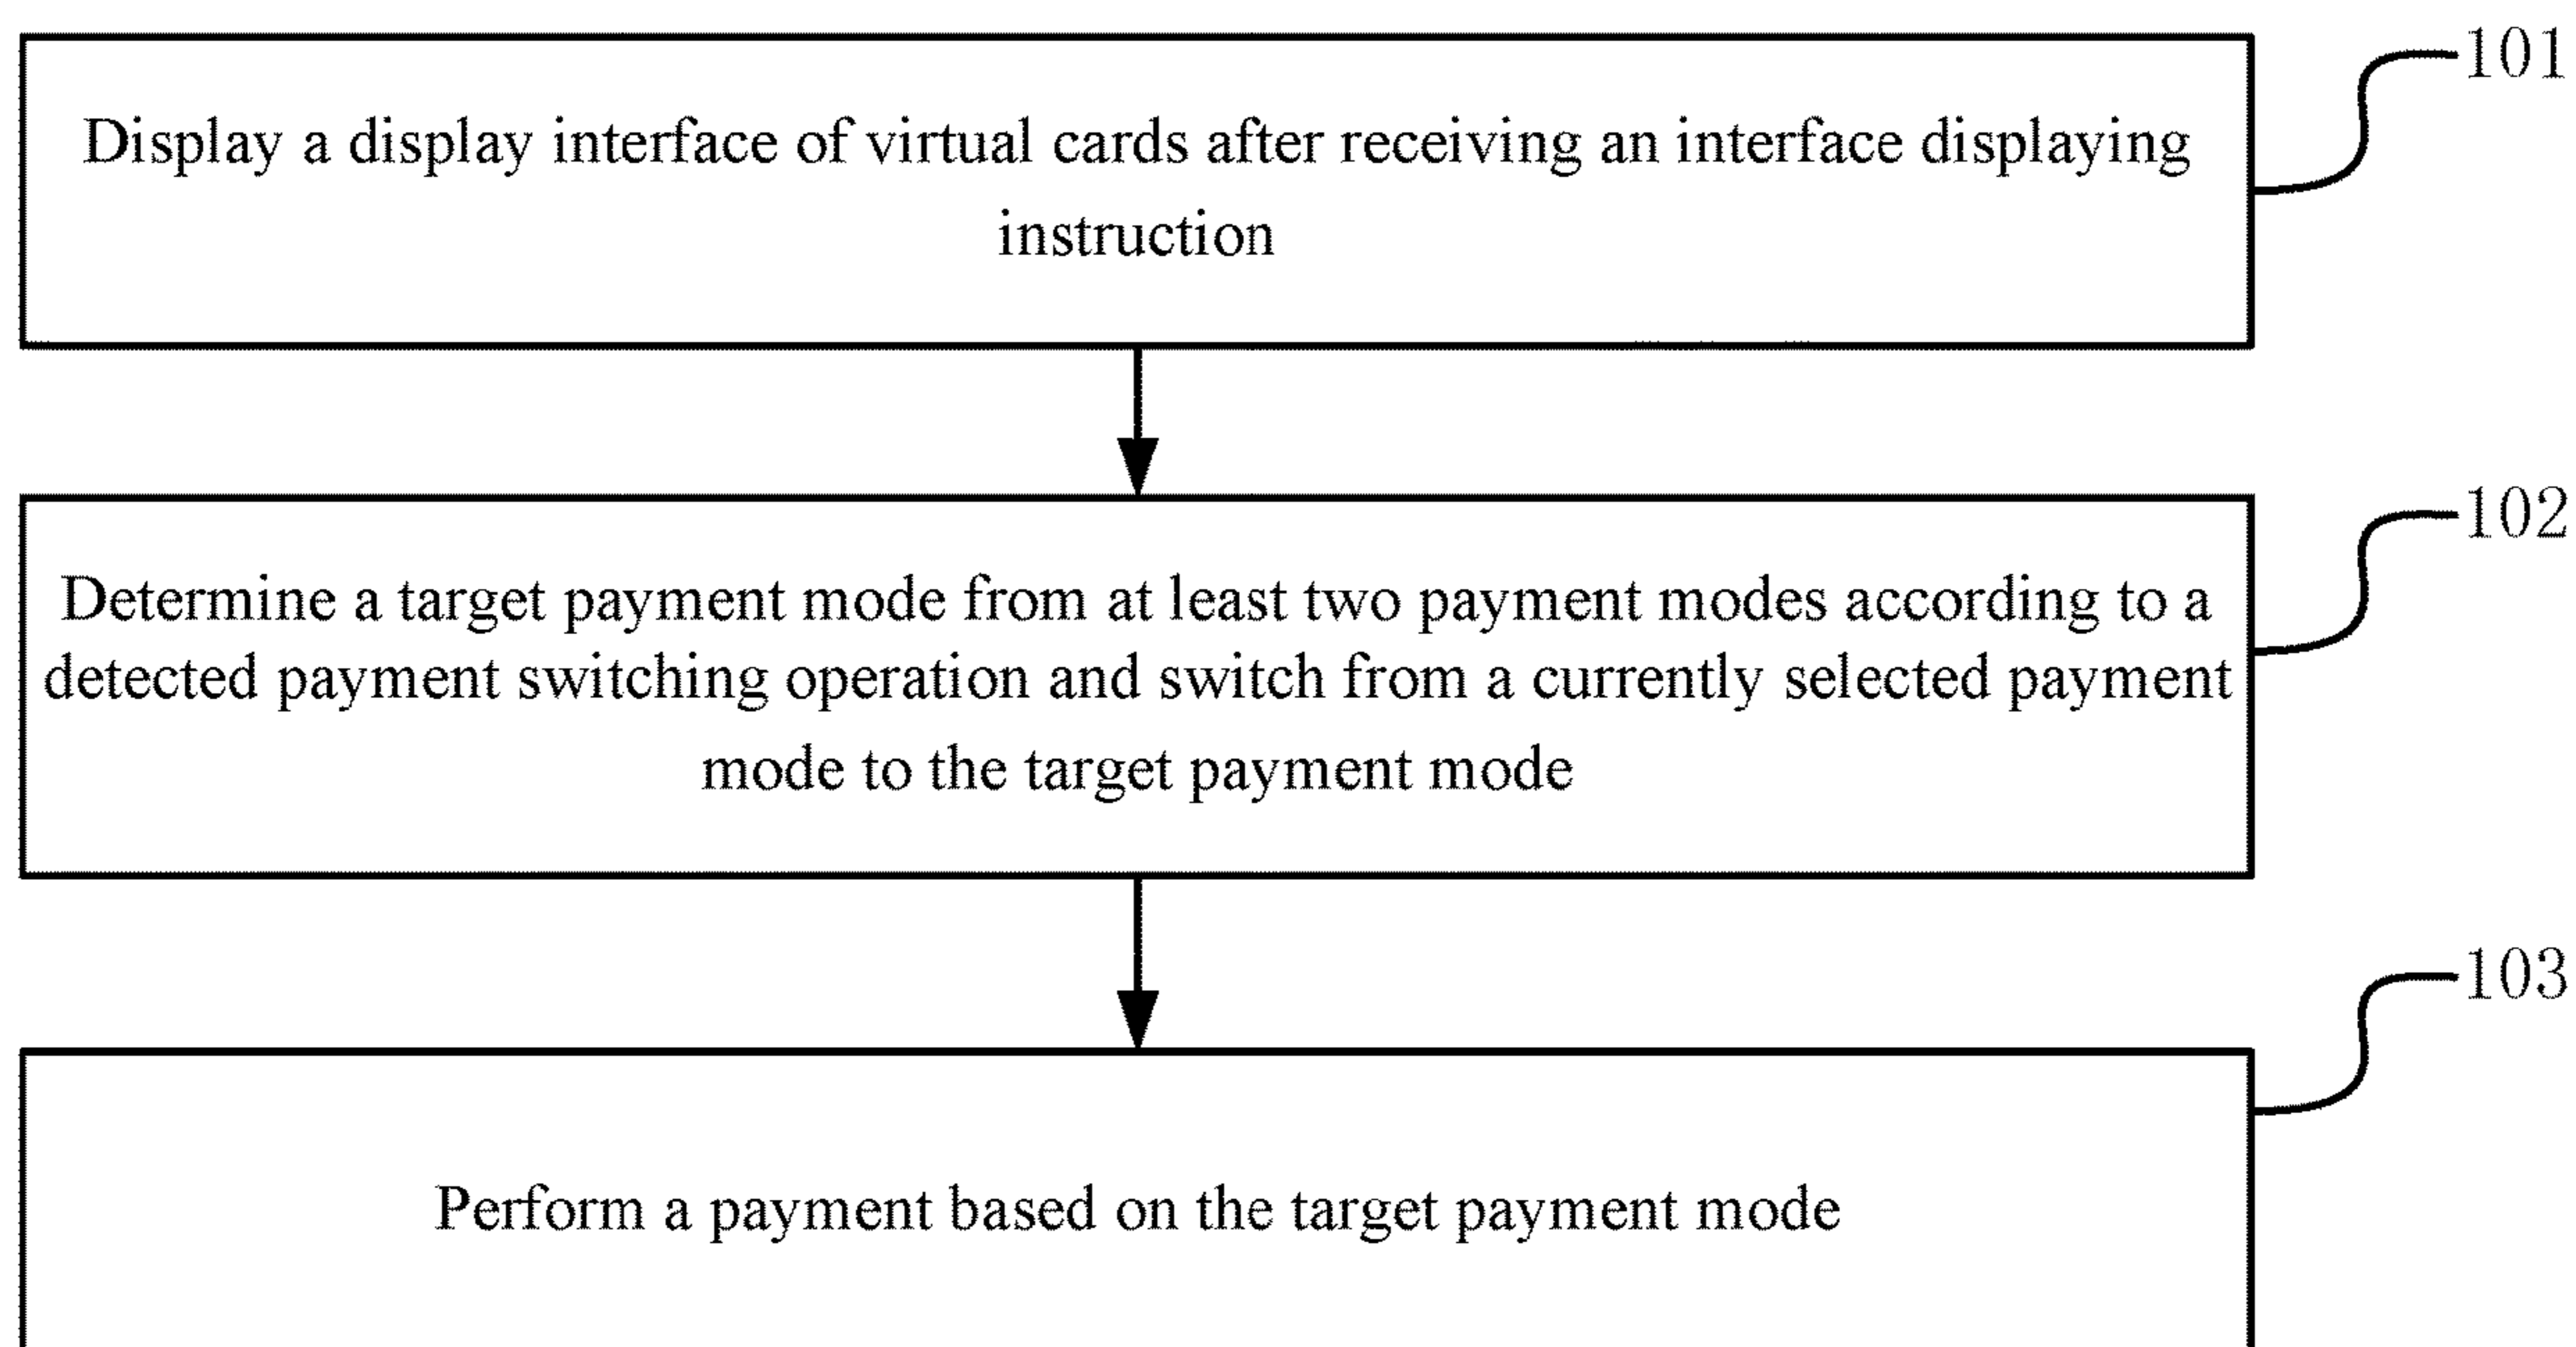 101
Display a display interface of virtual cards after receiving an interface displaying
instruction
102
Determine a target payment mode from at least two payment modes according to a
detected payment switching operation and switch from a currently selected payment
mode to the target payment mode
103
Perform a payment based on the target payment mode